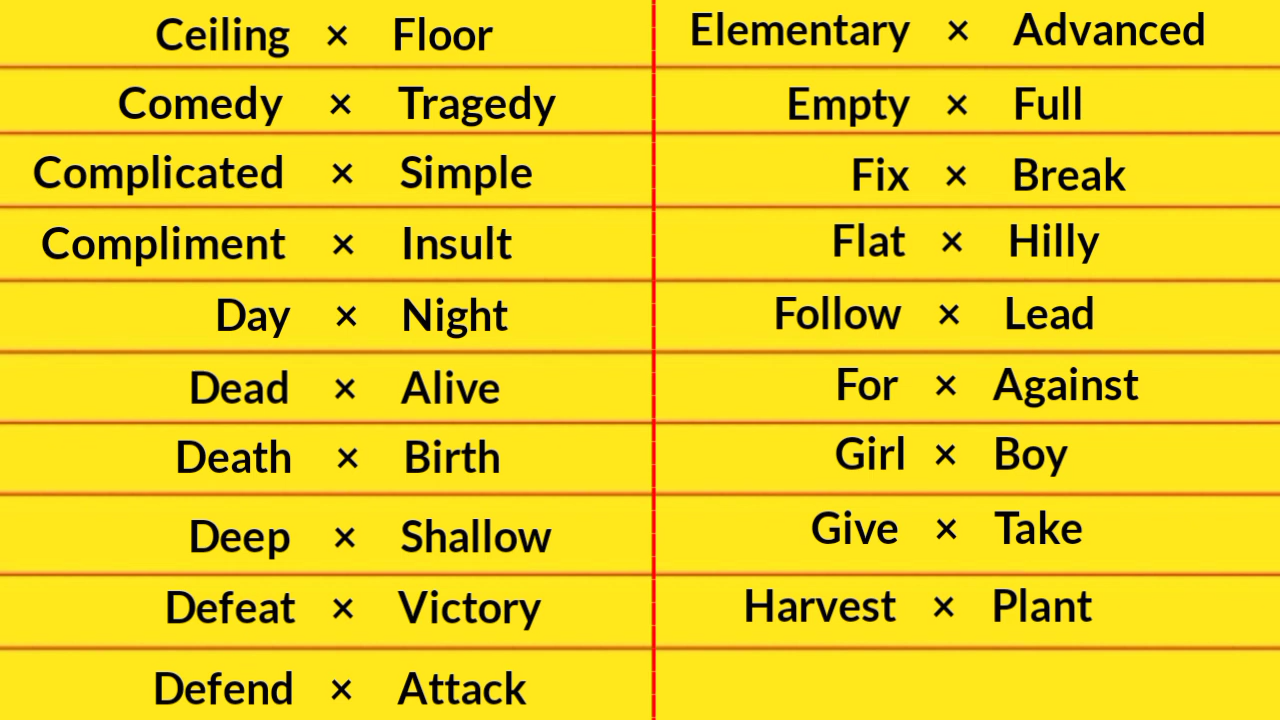 Ceiling × Floor
Comedy × Tragedy
Complicated × Simple
Compliment × Insult
Day × Night
Dead × Alive
Death × Birth
Deep × Shallow
Defeat × Victory
Defend × Attack
Elementary × Advanced
Empty × Full
Fix × Break
Flat × Hilly
Follow × Lead
For × Against
Girl × Boy
Give × Take
Harvest × Plant